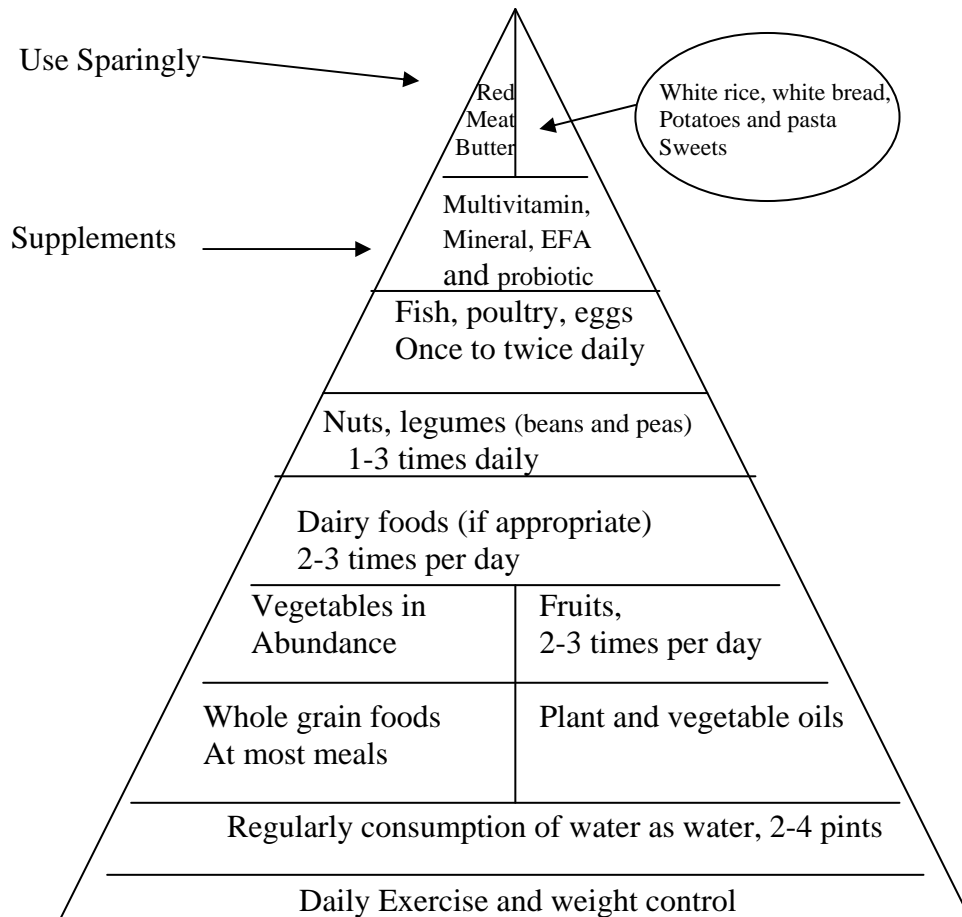 Use Sparingly
Red
Meat
Butter
White rice, white bread,
Potatoes and pasta
Sweets
Supplements
Multivitamin,
Mineral, EFA
and probiotic
Fish, poultry, eggs
Once to twice daily
Nuts, legumes (beans and peas)
1-3 times daily
Dairy foods (if appropriate)
2-3 times per day
Vegetables in
Abundance
Fruits,
2-3 times per day
Whole grain foods
At most meals
Plant and vegetable oils
Regularly consumption of water as water, 2-4 pints
Daily Exercise and weight control